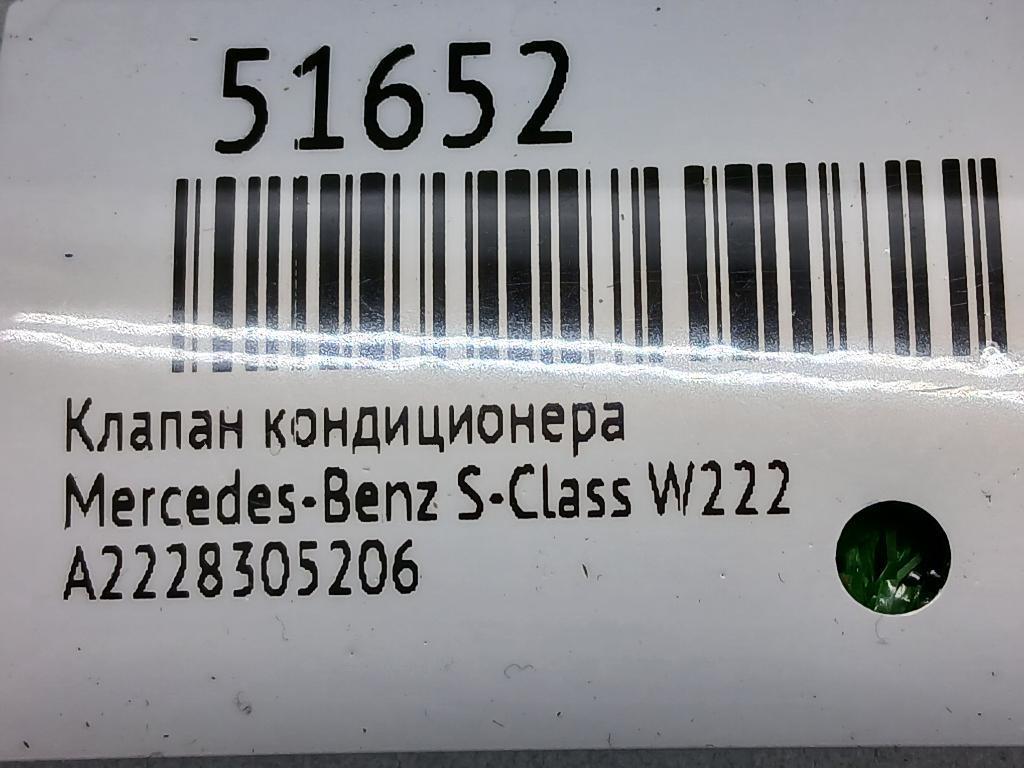 51652
Клапан кондиционера
Mercedes-Benz S-Class W222
A2228305206